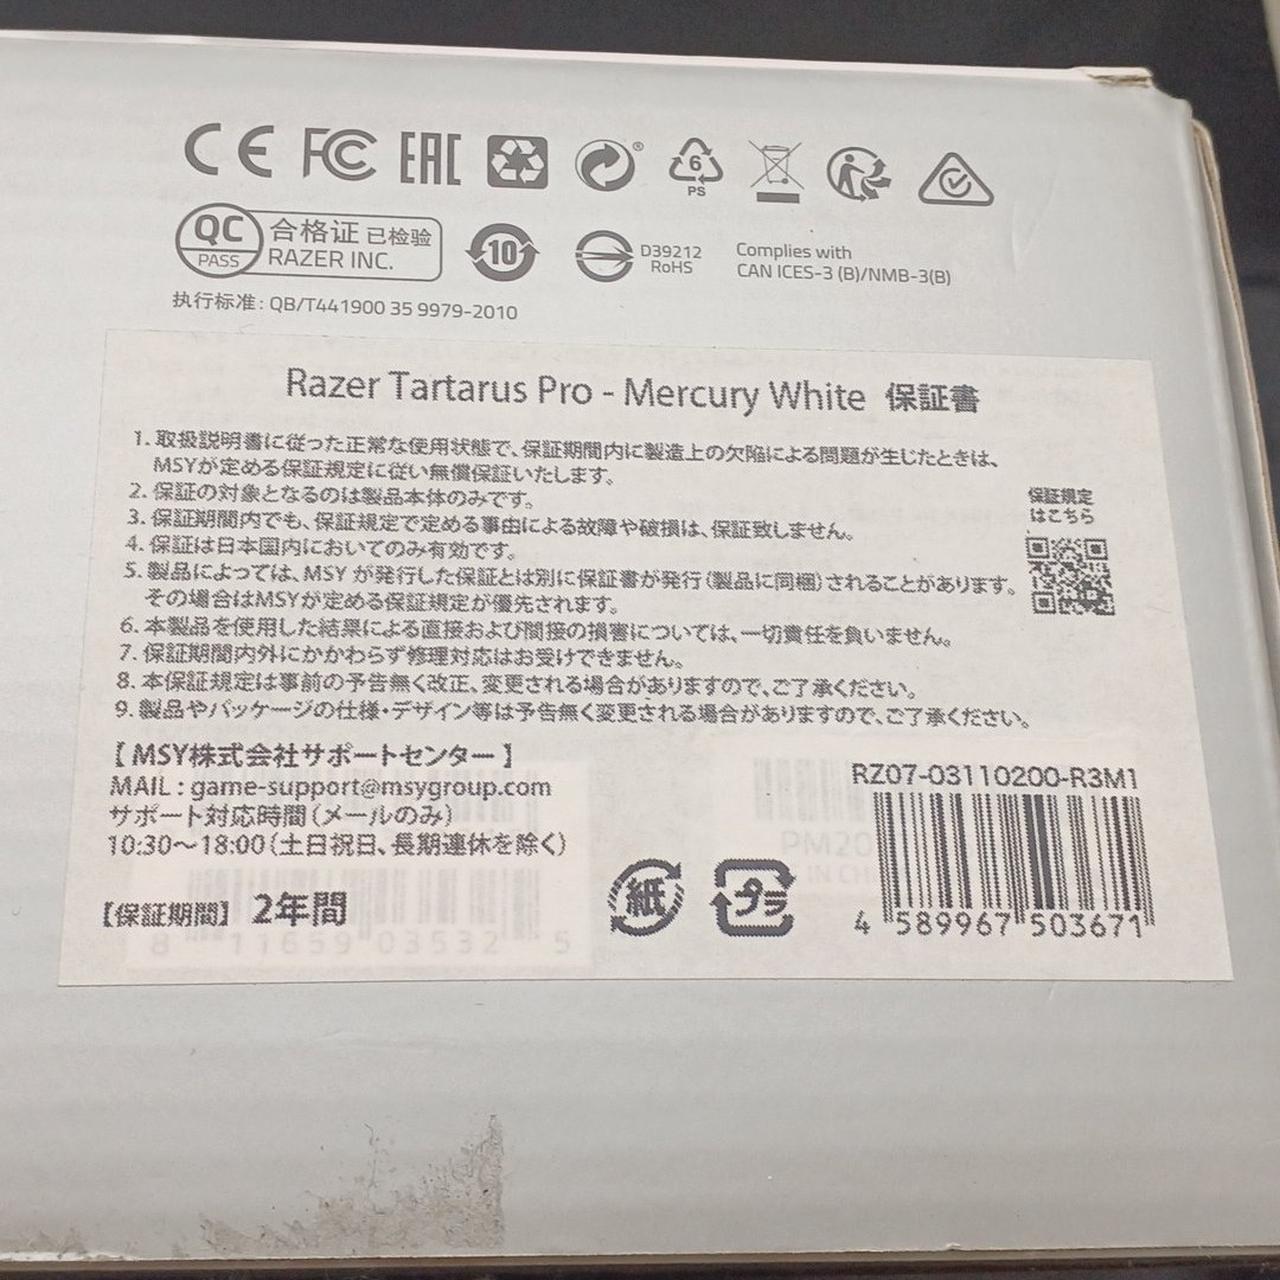 CE FC EAC
® 6
PS
QC
PASS
合格证 已检验
RAZER INC.
10
D39212
RoHS
Complies with
CAN ICES-3 (B)/NMB-3(B)
执行标准: QB/T441900 35 9979-2010
Razer Tartarus Pro - Mercury White 保証書
1. 取扱説明書に従った正常な使用状態で、保証期間内に製造上の欠陥による問題が生じたときは、
MSYが定める保証規定に従い無償保証いたします。
2. 保証の対象となるのは製品本体のみです。
3. 保証期間内でも、保証規定で定める事由による故障や破損は、保証致しません。
4. 保証は日本国内においてのみ有効です。
5. 製品によっては、MSY が発行した保証とは別に保証書が発行(製品に同梱)されることがあります。
その場合はMSYが定める保証規定が優先されます。
6. 本製品を使用した結果による直接および間接の損害については、一切責任を負いません。
7. 保証期間内外にかかわらず修理対応はお受けできません。
8. 本保証規定は事前の予告無く改正、変更される場合がありますので、ご了承ください。
9. 製品やパッケージの仕様・デザイン等は予告無く変更される場合がありますので、ご了承ください。
保証規定
はこちら
【 MSY株式会社サポートセンター 】
MAIL : game-support@msygroup.com
サポート対応時間(メールのみ)
10:30～18:00(土日祝日、長期連休を除く)
【保証期間】 2年間
紙
プラ
RZ07-03110200-R3M1
4 589967 503671
PM20
IN CH
8 11659 03532 5